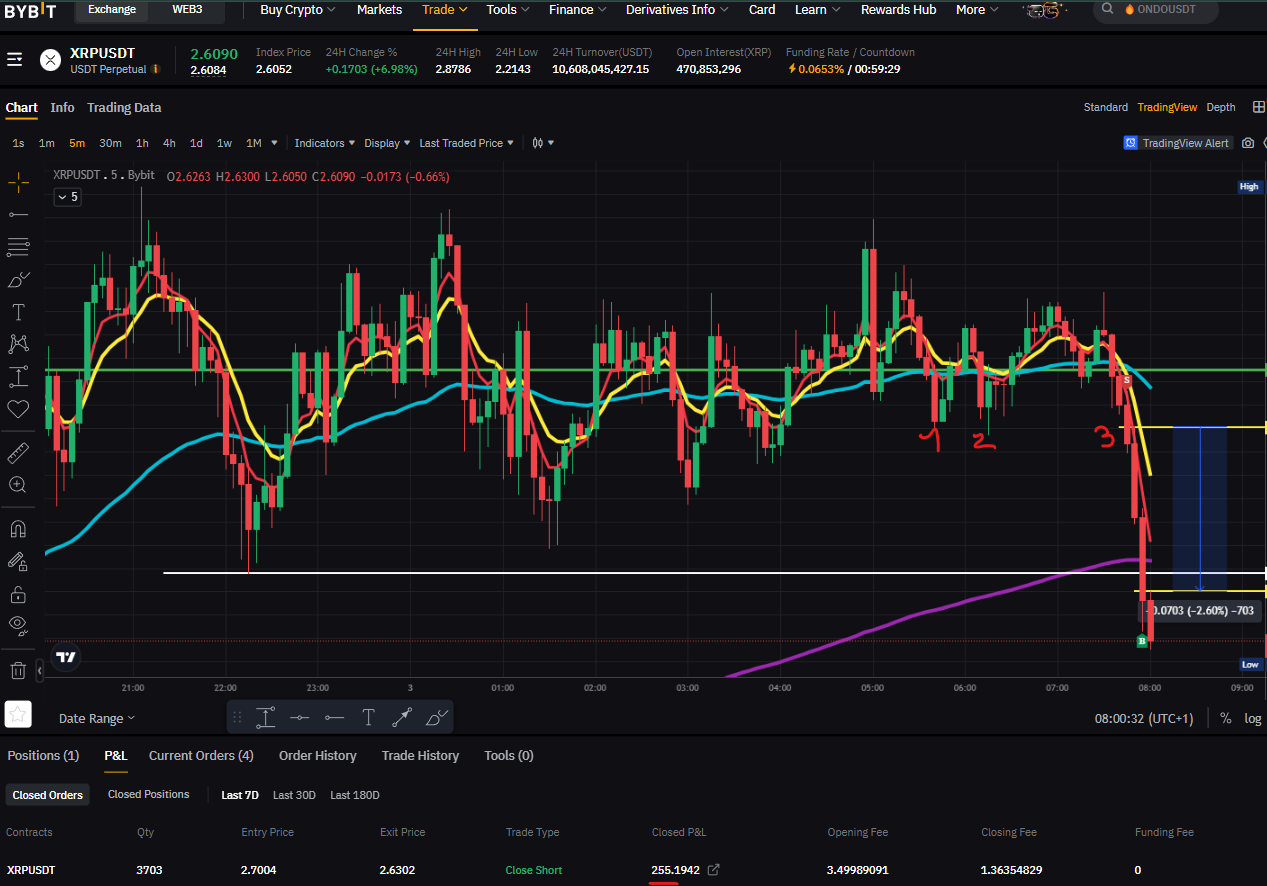 BYBIT Exchange WEB3 Buy Crypto Markets Trade Tools Finance Derivatives Info Card Learn Rewards Hub More ONDOUSDT
XRPUSDT 2.6090 Index Price 24H Change % 24H High 24H Low 24H Turnover(USDT) Open Interest(XRP) Funding Rate / Countdown
USDT Perpetual 2.6084 2.6052 +0.1703 (+6.98%) 2.8786 2.2143 10,608,045,427.15 470,853,296 0.0653% / 00:59:29
Chart Info Trading Data Standard TradingView Depth
1s 1m 5m 30m 1h 4h 1d 1w 1M Indicators Display Last Traded Price TradingView Alert
XRPUSDT . 5 . Bybit O2.6263 H2.6300 L2.6050 C2.6090 −0.0173 (−0.66%)
High
5
S
1 2 3
−0.0703 (−2.60%) −703
B
Low
21:00 22:00 23:00 3 01:00 02:00 03:00 04:00 05:00 06:00 07:00 08:00 09:00
Date Range T 08:00:32 (UTC+1) % log
Positions (1) P&L Current Orders (4) Order History Trade History Tools (0)
Closed Orders Closed Positions Last 7D Last 30D Last 180D
Contracts Qty Entry Price Exit Price Trade Type Closed P&L Opening Fee Closing Fee Funding Fee
XRPUSDT 3703 2.7004 2.6302 Close Short 255.1942 3.49989091 1.36354829 0